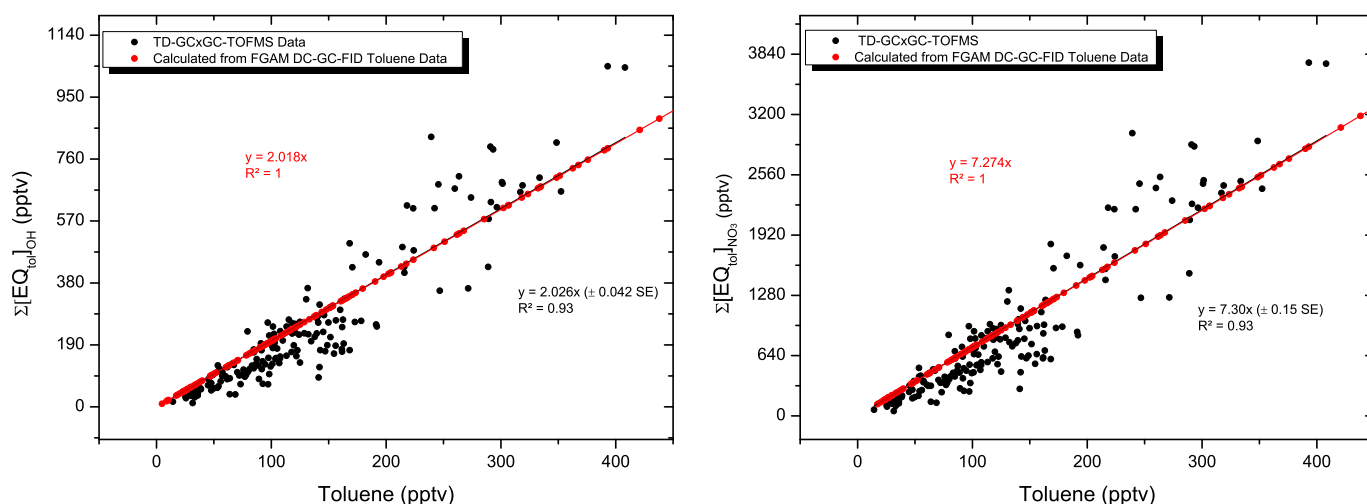 1140
950
760
570
380
190
0
Σ[EQtol]OH (pptv)
TD-GCxGC-TOFMS Data
Calculated from FGAM DC-GC-FID Toluene Data
y = 2.018x
R² = 1
y = 2.026x (± 0.042 SE)
R² = 0.93
0 100 200 300 400
Toluene (pptv)
3840
3200
2560
1920
1280
640
0
Σ[EQtol]NO₃ (pptv)
TD-GCxGC-TOFMS
Calculated from FGAM DC-GC-FID Toluene Data
y = 7.274x
R² = 1
y = 7.30x (± 0.15 SE)
R² = 0.93
0 100 200 300 400
Toluene (pptv)